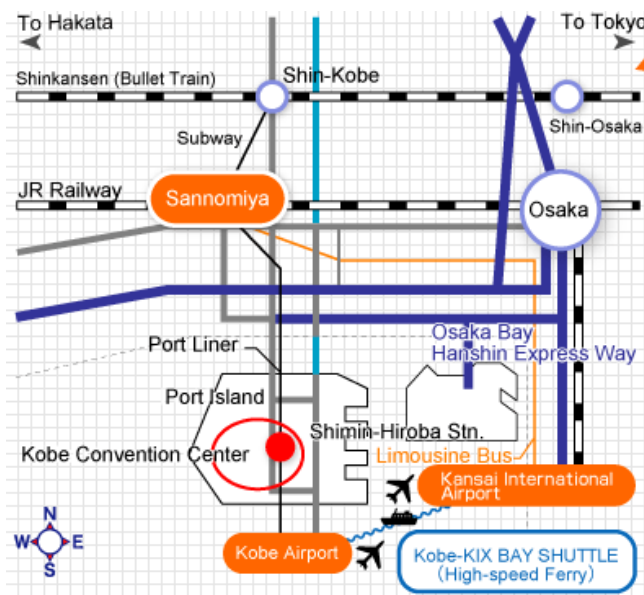 To Hakata
To Tokyo
Shinkansen (Bullet Train)
Shin-Kobe
Shin-Osaka
Subway
JR Railway
Sannomiya
Osaka
Osaka Bay
Hanshin Express Way
Port Liner
Port Island
Shimin-Hiroba Stn.
Kobe Convention Center
Limousine Bus
Kansai International
Airport
N
W
E
S
Kobe Airport
Kobe-KIX BAY SHUTTLE
(High-speed Ferry)